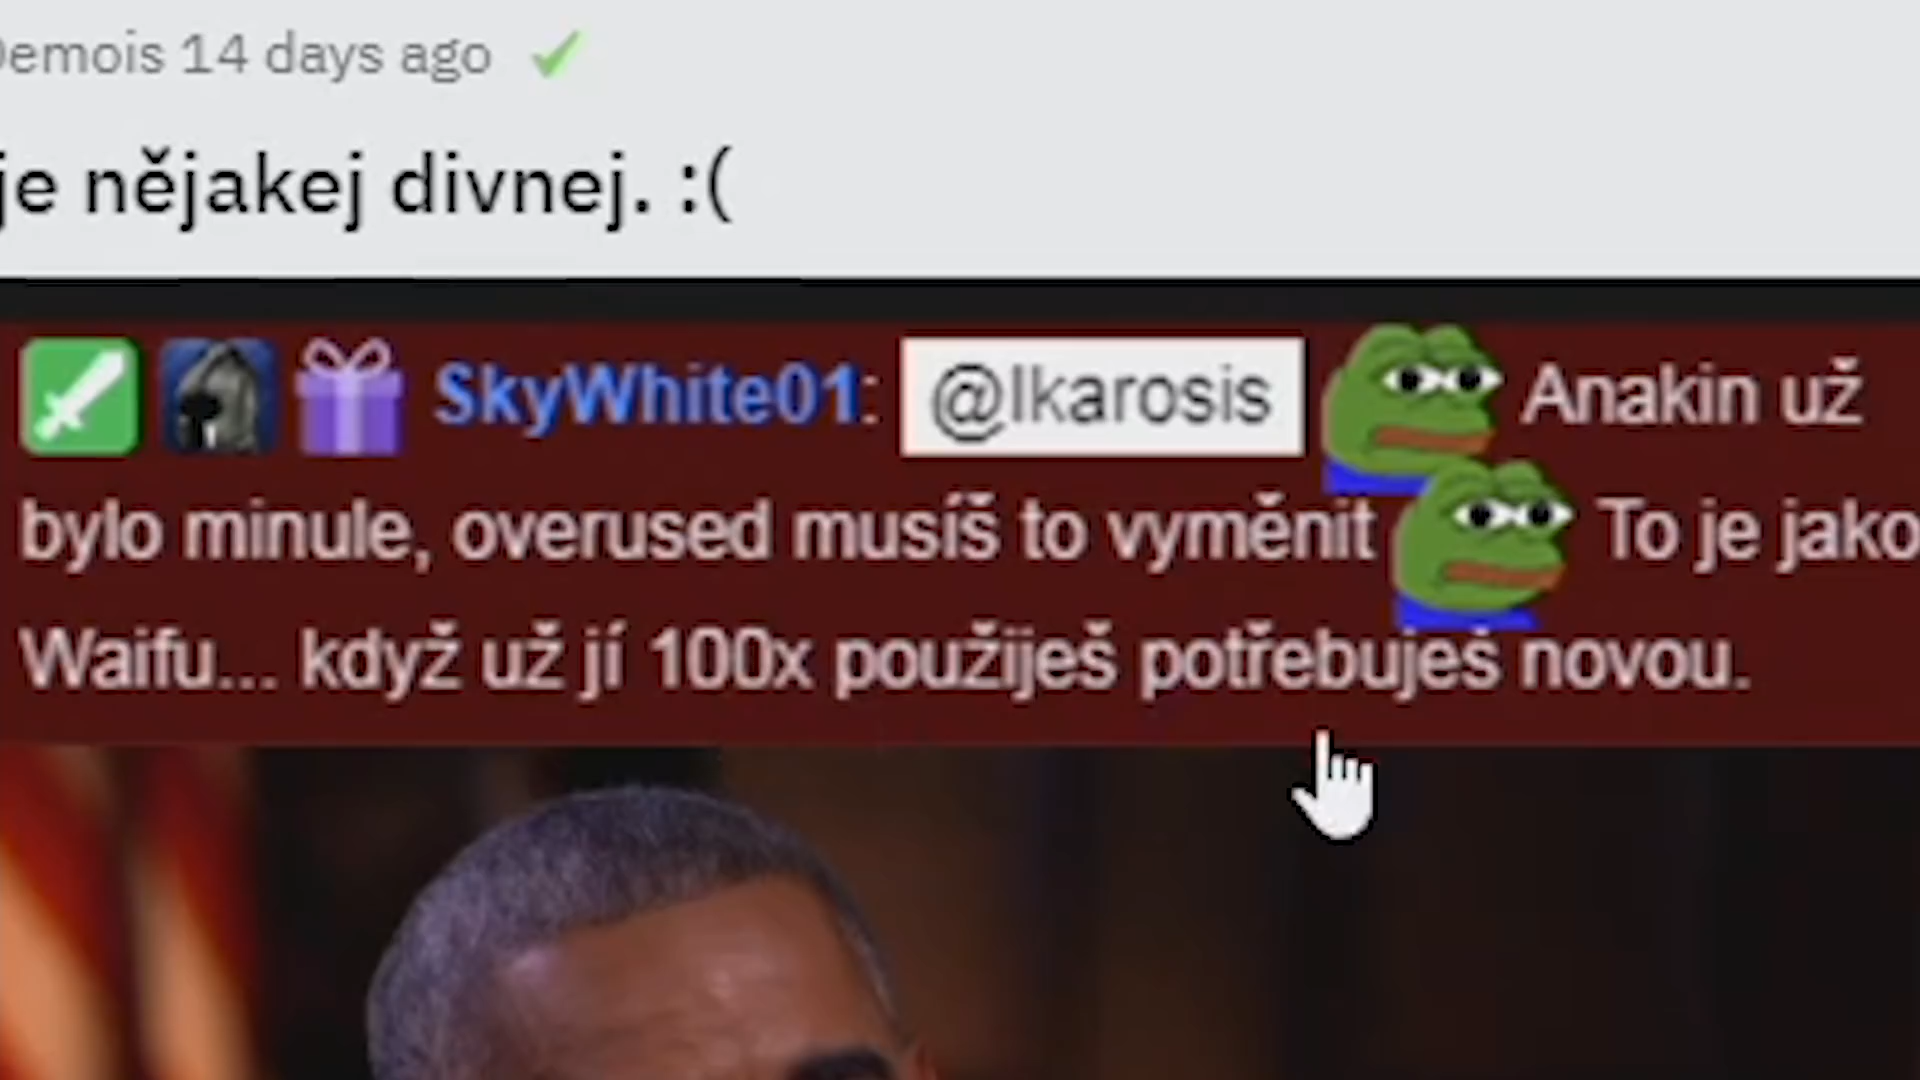 Demois 14 days ago
je nějakej divnej. :(
SkyWhite01: @Ikarosis Anakin už
bylo minule, overused musíš to vyměnit To je jako
Waifu... když už jí 100x použiješ potřebuješ novou.